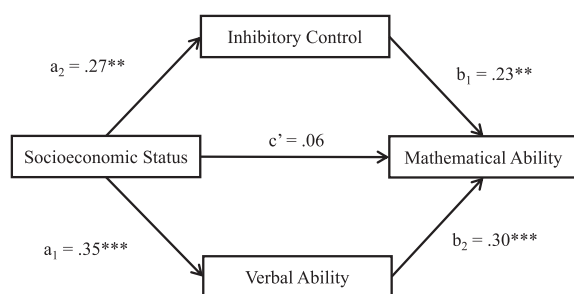 Inhibitory Control
a₂ = .27**
b₁ = .23**
Socioeconomic Status
c' = .06
Mathematical Ability
a₁ = .35***
b₂ = .30***
Verbal Ability